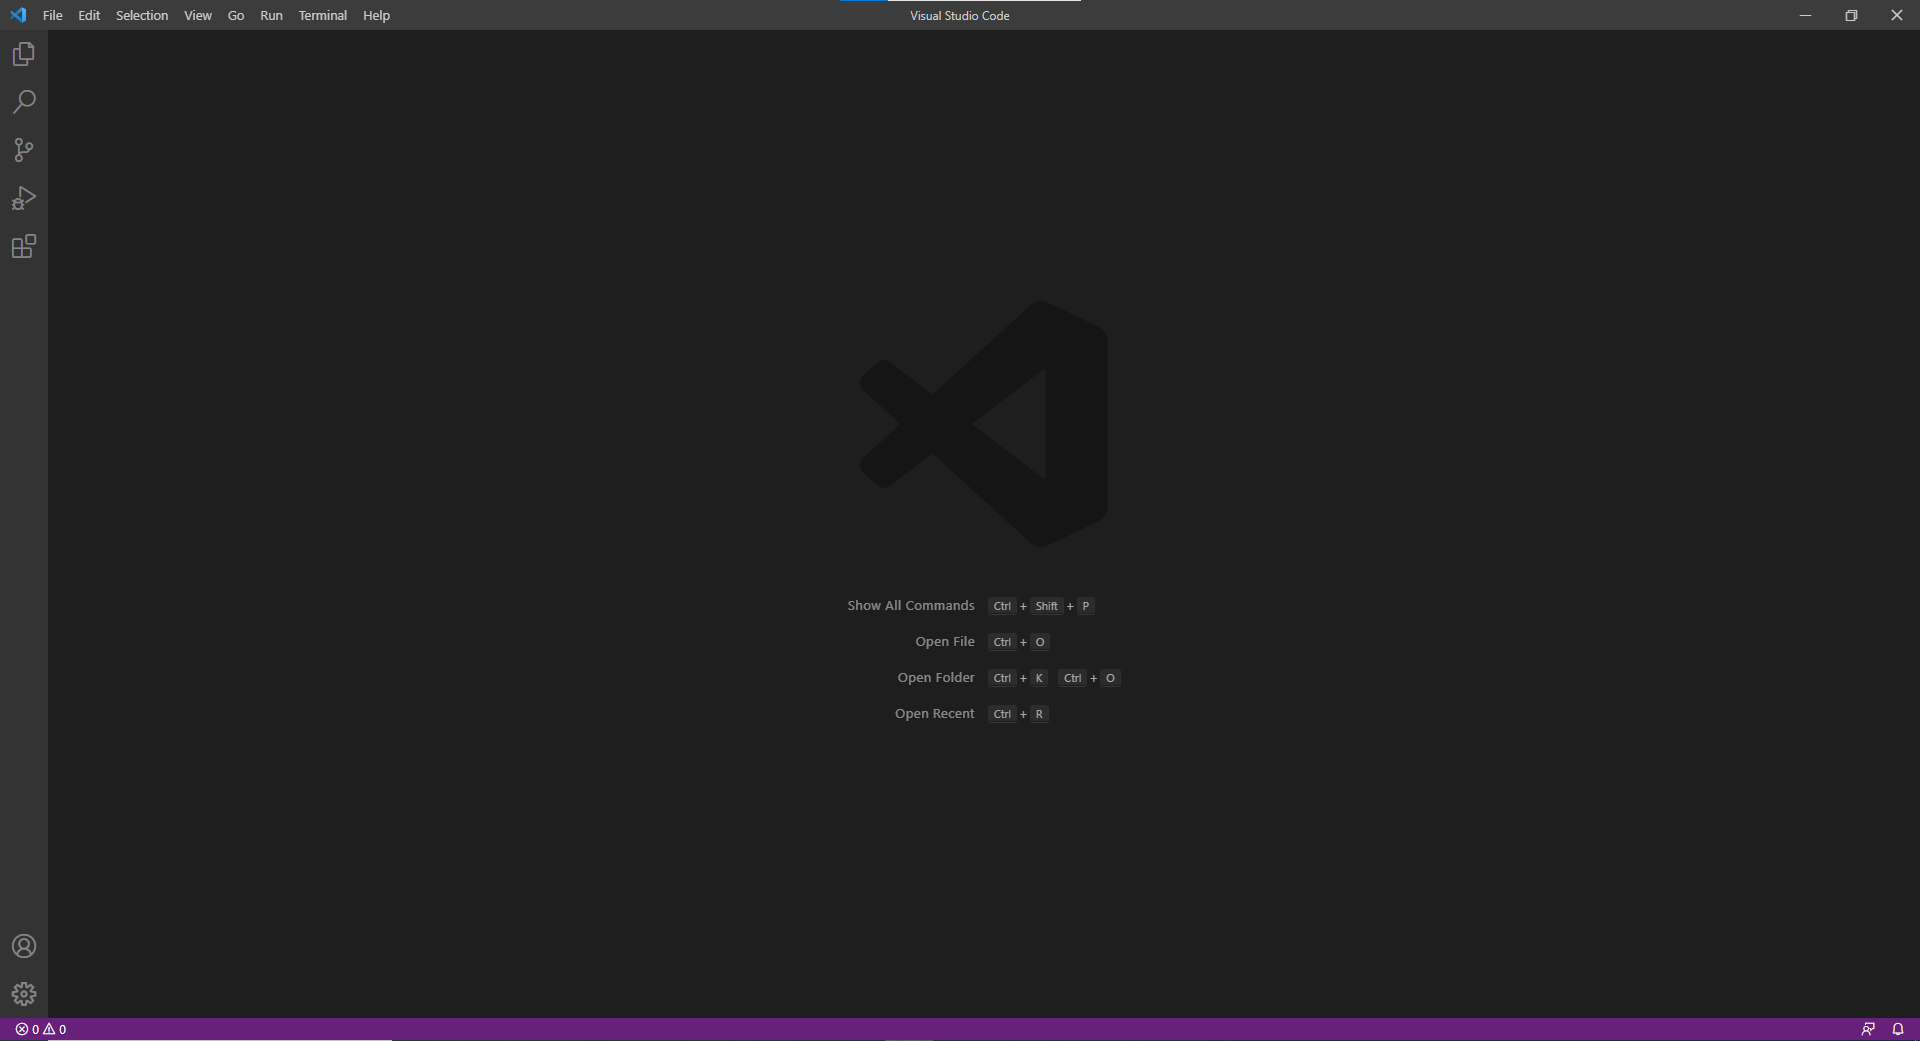 File Edit Selection View Go Run Terminal Help Visual Studio Code
Show All Commands Ctrl + Shift + P
Open File Ctrl + O
Open Folder Ctrl + K Ctrl + O
Open Recent Ctrl + R
0 0